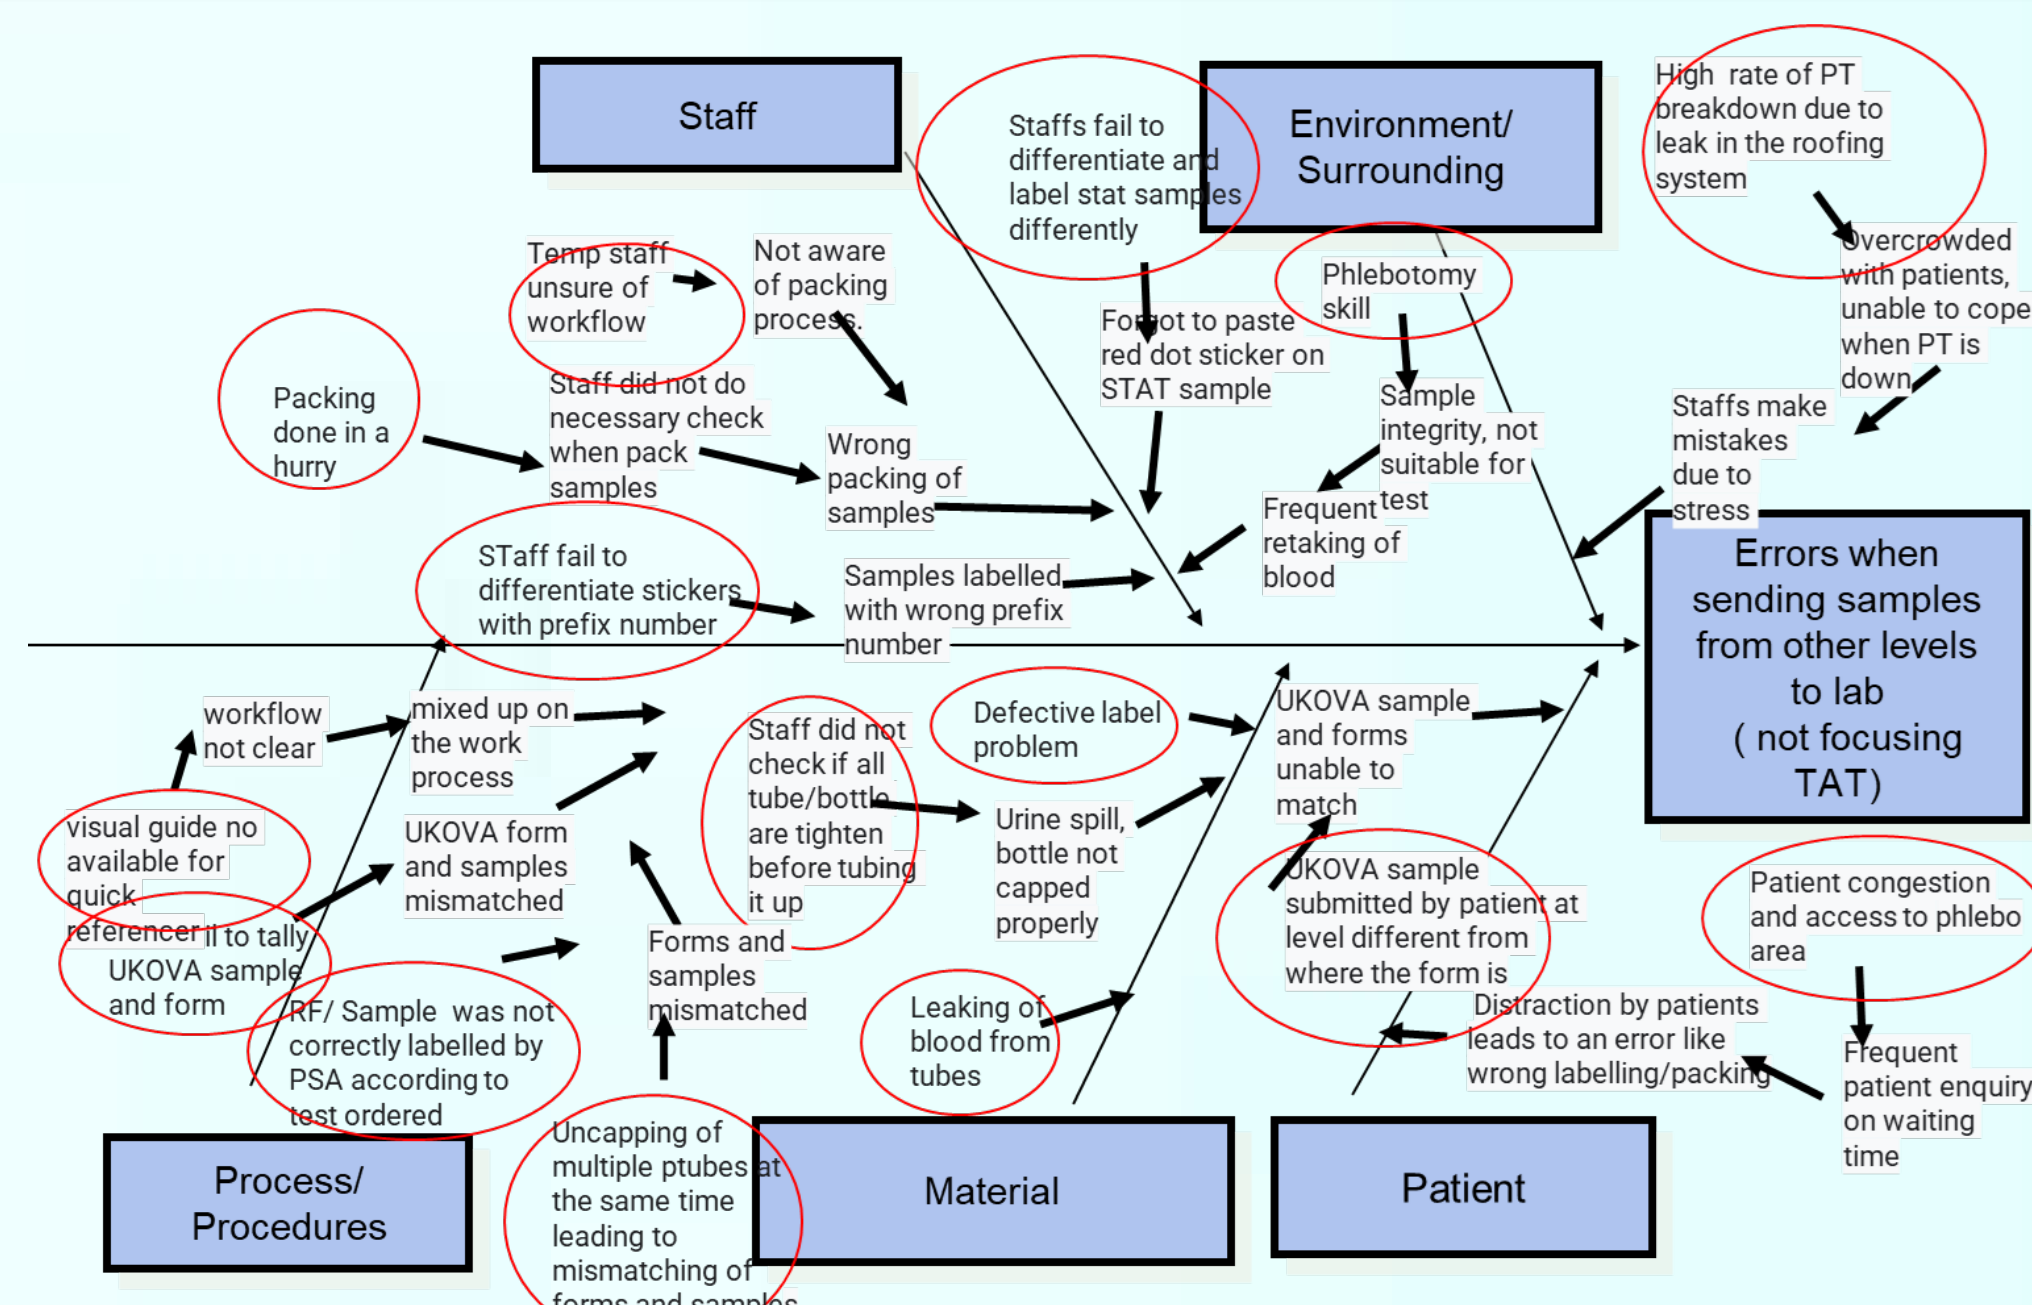 Staff
Staffs fail to
differentiate and
label stat samples
differently
Environment/
Surrounding
High  rate of PT
breakdown due to
leak in the roofing
system
Overcrowded
with patients,
unable to cope
when PT is
down
Staffs make
mistakes
due to
stress
Temp staff
unsure of
workflow
Not aware
of packing
process.
Phlebotomy
skill
Forgot to paste
red dot sticker on
STAT sample
Packing
done in a
hurry
Staff did not do
necessary check
when pack
samples
Wrong
packing of
samples
Sample
integrity, not
suitable for
test
Frequent
retaking of
blood
STaff fail to
differentiate stickers
with prefix number
Samples labelled
with wrong prefix
number
Errors when
sending samples
from other levels
to lab
( not focusing
TAT)
workflow
not clear
mixed up on
the work
process
visual guide no
available for
quick
referencer
il to tally
UKOVA sample
and form
UKOVA form
and samples
mismatched
RF/ Sample  was not
correctly labelled by
PSA according to
test ordered
Forms and
samples
mismatched
Uncapping of
multiple ptubes at
the same time
leading to
mismatching of
forms and samples
Staff did not
check if all
tube/bottle
are tighten
before tubing
it up
Defective label
problem
Urine spill,
bottle not
capped
properly
Leaking of
blood from
tubes
UKOVA sample
and forms
unable to
match
UKOVA sample
submitted by patient at
level different from
where the form is
Distraction by patients
leads to an error like
wrong labelling/packing
Patient congestion
and access to phlebo
area
Frequent
patient enquiry
on waiting
time
Process/
Procedures
Material
Patient